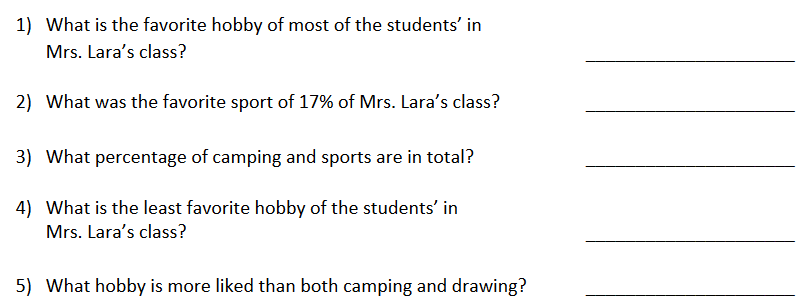 1) What is the favorite hobby of most of the students’ in
Mrs. Lara’s class?
2) What was the favorite sport of 17% of Mrs. Lara’s class?
3) What percentage of camping and sports are in total?
4) What is the least favorite hobby of the students’ in
Mrs. Lara’s class?
5) What hobby is more liked than both camping and drawing?